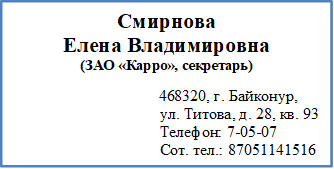 Смирнова
Елена Владимировна
(ЗАО «Карро», секретарь)
468320, г. Байконур,
ул. Титова, д. 28, кв. 93
Телефон: 7-05-07
Сот. тел.: 87051141516